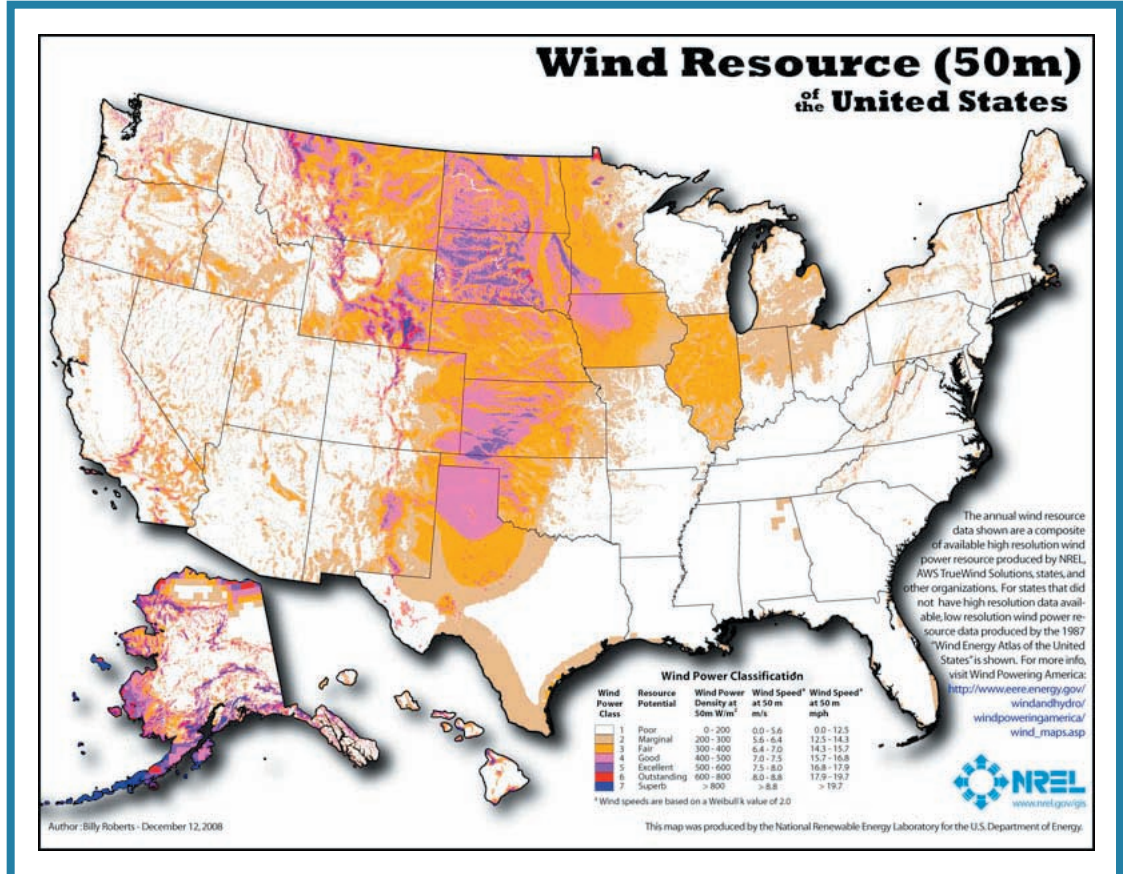 Wind Resource (50m)
of the United States
The annual wind resource
data shown are a composite
of available high resolution wind
power resource produced by NREL,
AWS TrueWind Solutions, states, and
other organizations. For states that did
not have high resolution data avail-
able, low resolution wind power re-
source data produced by the 1987
"Wind Energy Atlas of the United
States" is shown. For more info,
visit Wind Powering America:
http://www.eere.energy.gov/
windandhydro/
windpoweringamerica/
wind_maps.asp
Wind Power Classification
Wind Resource Wind Power Wind Speed* Wind Speed*
Power Potential Density at at 50 m at 50 m
Class 50m W/m² m/s mph
1 Poor 0 - 200 0.0 - 5.6 0.0 - 12.5
2 Marginal 200 - 300 5.6 - 6.4 12.5 - 14.3
3 Fair 300 - 400 6.4 - 7.0 14.3 - 15.7
4 Good 400 - 500 7.0 - 7.5 15.7 - 16.8
5 Excellent 500 - 600 7.5 - 8.0 16.8 - 17.9
6 Outstanding 600 - 800 8.0 - 8.8 17.9 - 19.7
7 Superb > 800 > 8.8 > 19.7
* Wind speeds are based on a Weibull k value of 2.0
NREL
www.nrel.gov/gis
Author : Billy Roberts - December 12, 2008
This map was produced by the National Renewable Energy Laboratory for the U.S. Department of Energy.